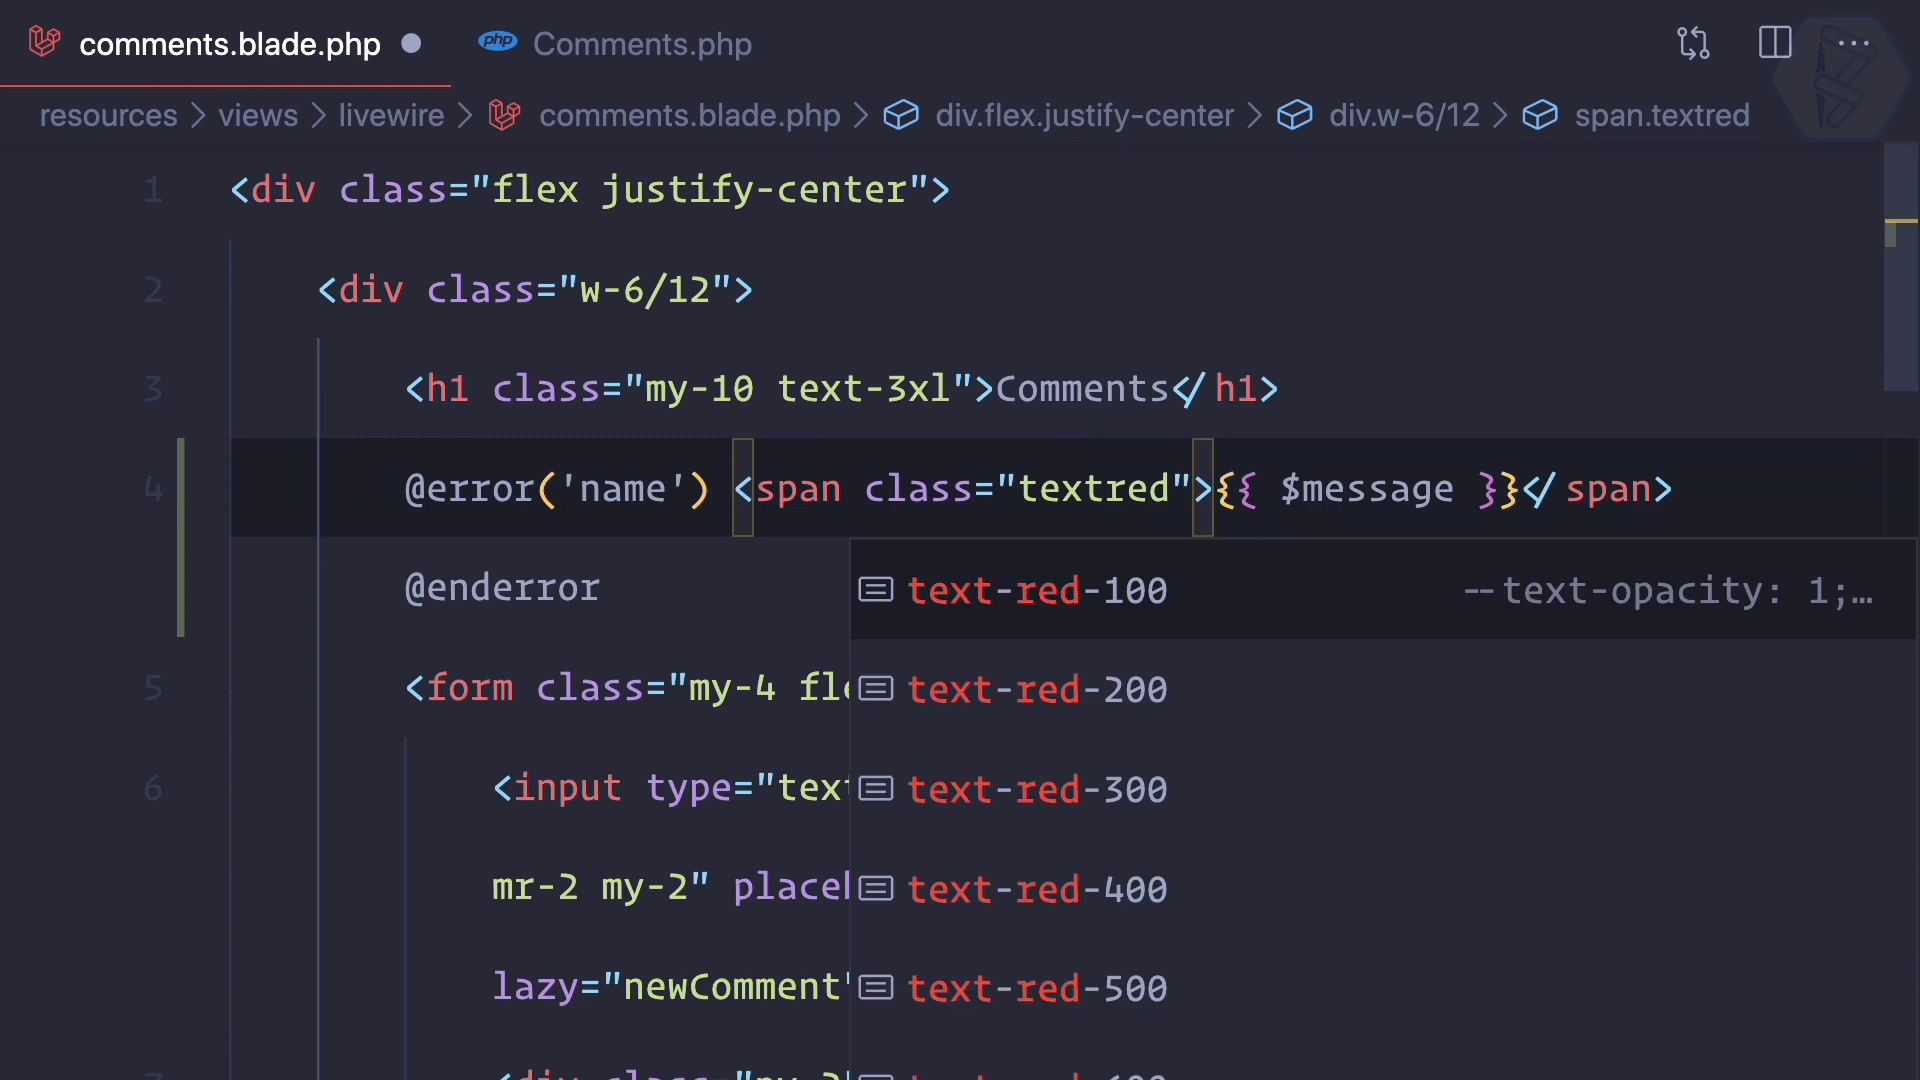 comments.blade.php
php Comments.php
resources > views > livewire > comments.blade.php > div.flex.justify-center > div.w-6/12 > span.textred
1 <div class="flex justify-center">
2 <div class="w-6/12">
3 <h1 class="my-10 text-3xl">Comments</h1>
4 @error('name') <span class="textred">{{ $message }}</span>
@enderror
text-red-100 --text-opacity: 1;…
5 <form class="my-4
text-red-200
6 <input type="
text-red-300
mr-2 my-2"
text-red-400
lazy="newComment"
text-red-500